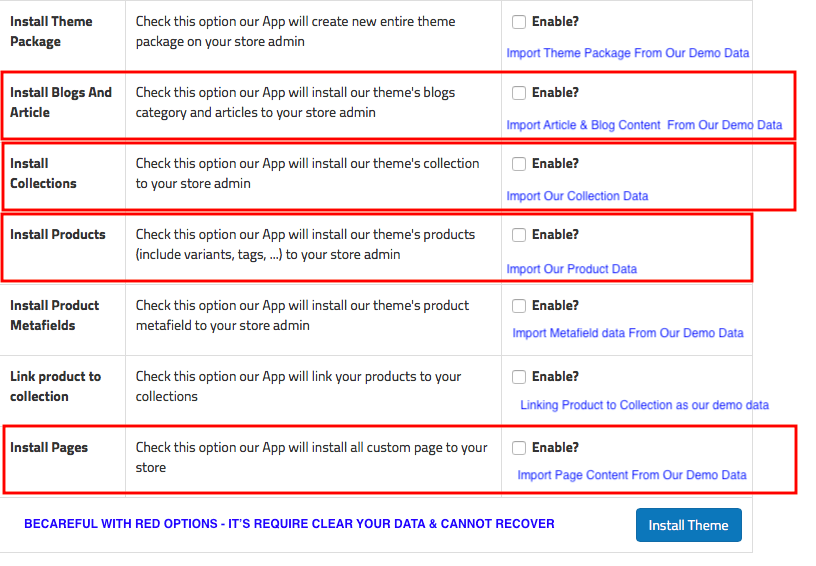 Install Theme
Package
Check this option our App will create new entire theme
package on your store admin
Enable?
Import Theme Package From Our Demo Data
Install Blogs And
Article
Check this option our App will install our theme's blogs
category and articles to your store admin
Enable?
Import Article & Blog Content From Our Demo Data
Install
Collections
Check this option our App will install our theme's collection
to your store admin
Enable?
Import Our Collection Data
Install Products
Check this option our App will install our theme's products
(include variants, tags, ...) to your store admin
Enable?
Import Our Product Data
Install Product
Metafields
Check this option our App will install our theme's product
metafield to your store admin
Enable?
Import Metafield data From Our Demo Data
Link product to
collection
Check this option our App will link your products to your
collections
Enable?
Linking Product to Collection as our demo data
Install Pages
Check this option our App will install all custom page to your
store
Enable?
Import Page Content From Our Demo Data
BECAREFUL WITH RED OPTIONS - IT'S REQUIRE CLEAR YOUR DATA & CANNOT RECOVER
Install Theme